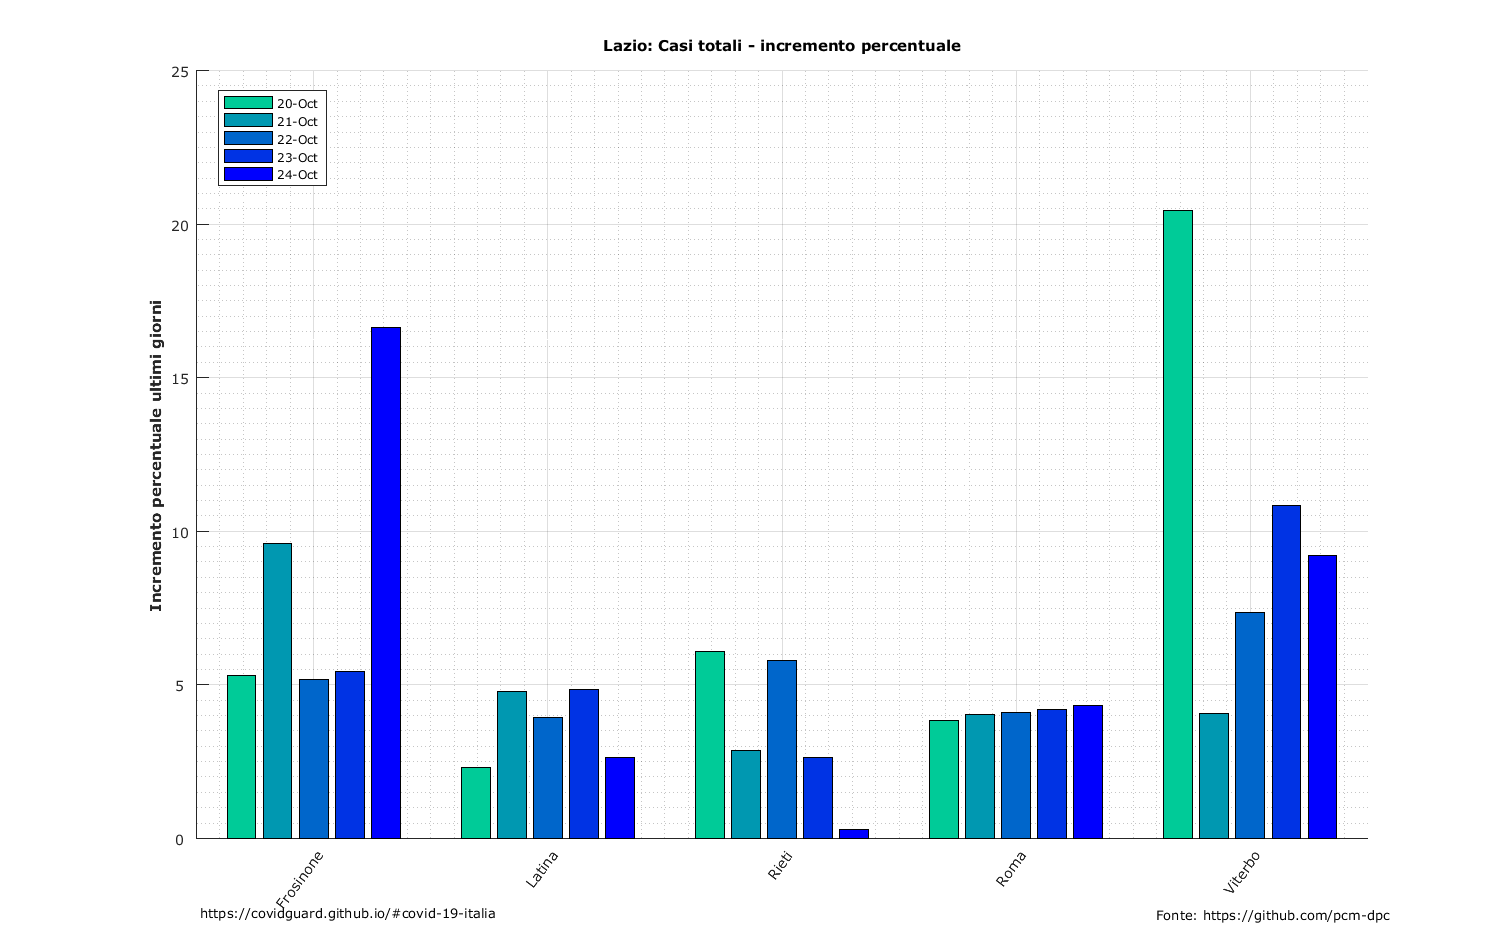 Lazio: Casi totali - incremento percentuale
25
20
15
10
5
0
Incremento percentuale ultimi giorni
20-Oct
21-Oct
22-Oct
23-Oct
24-Oct
Frosinone
Latina
Rieti
Roma
Viterbo
https://covidguard.github.io/#covid-19-italia
Fonte: https://github.com/pcm-dpc